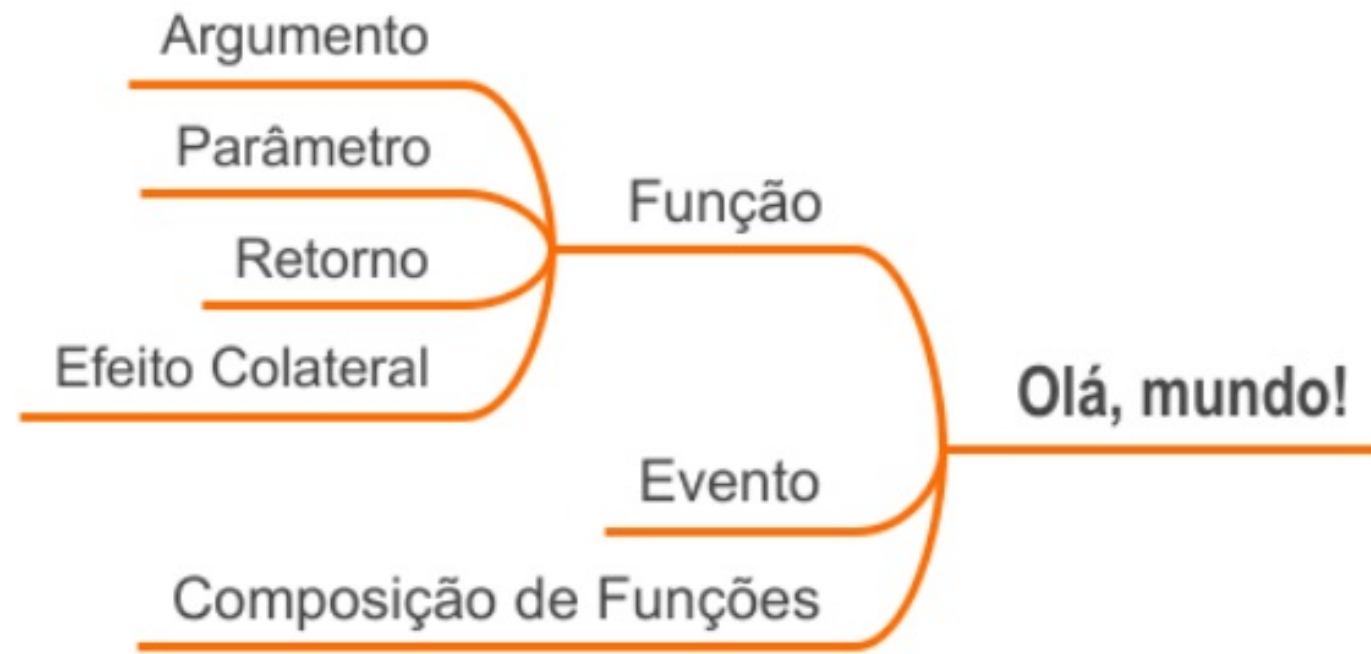 Argumento
Parâmetro
Retorno
Efeito Colateral
Função
Evento
Composição de Funções
Olá, mundo!